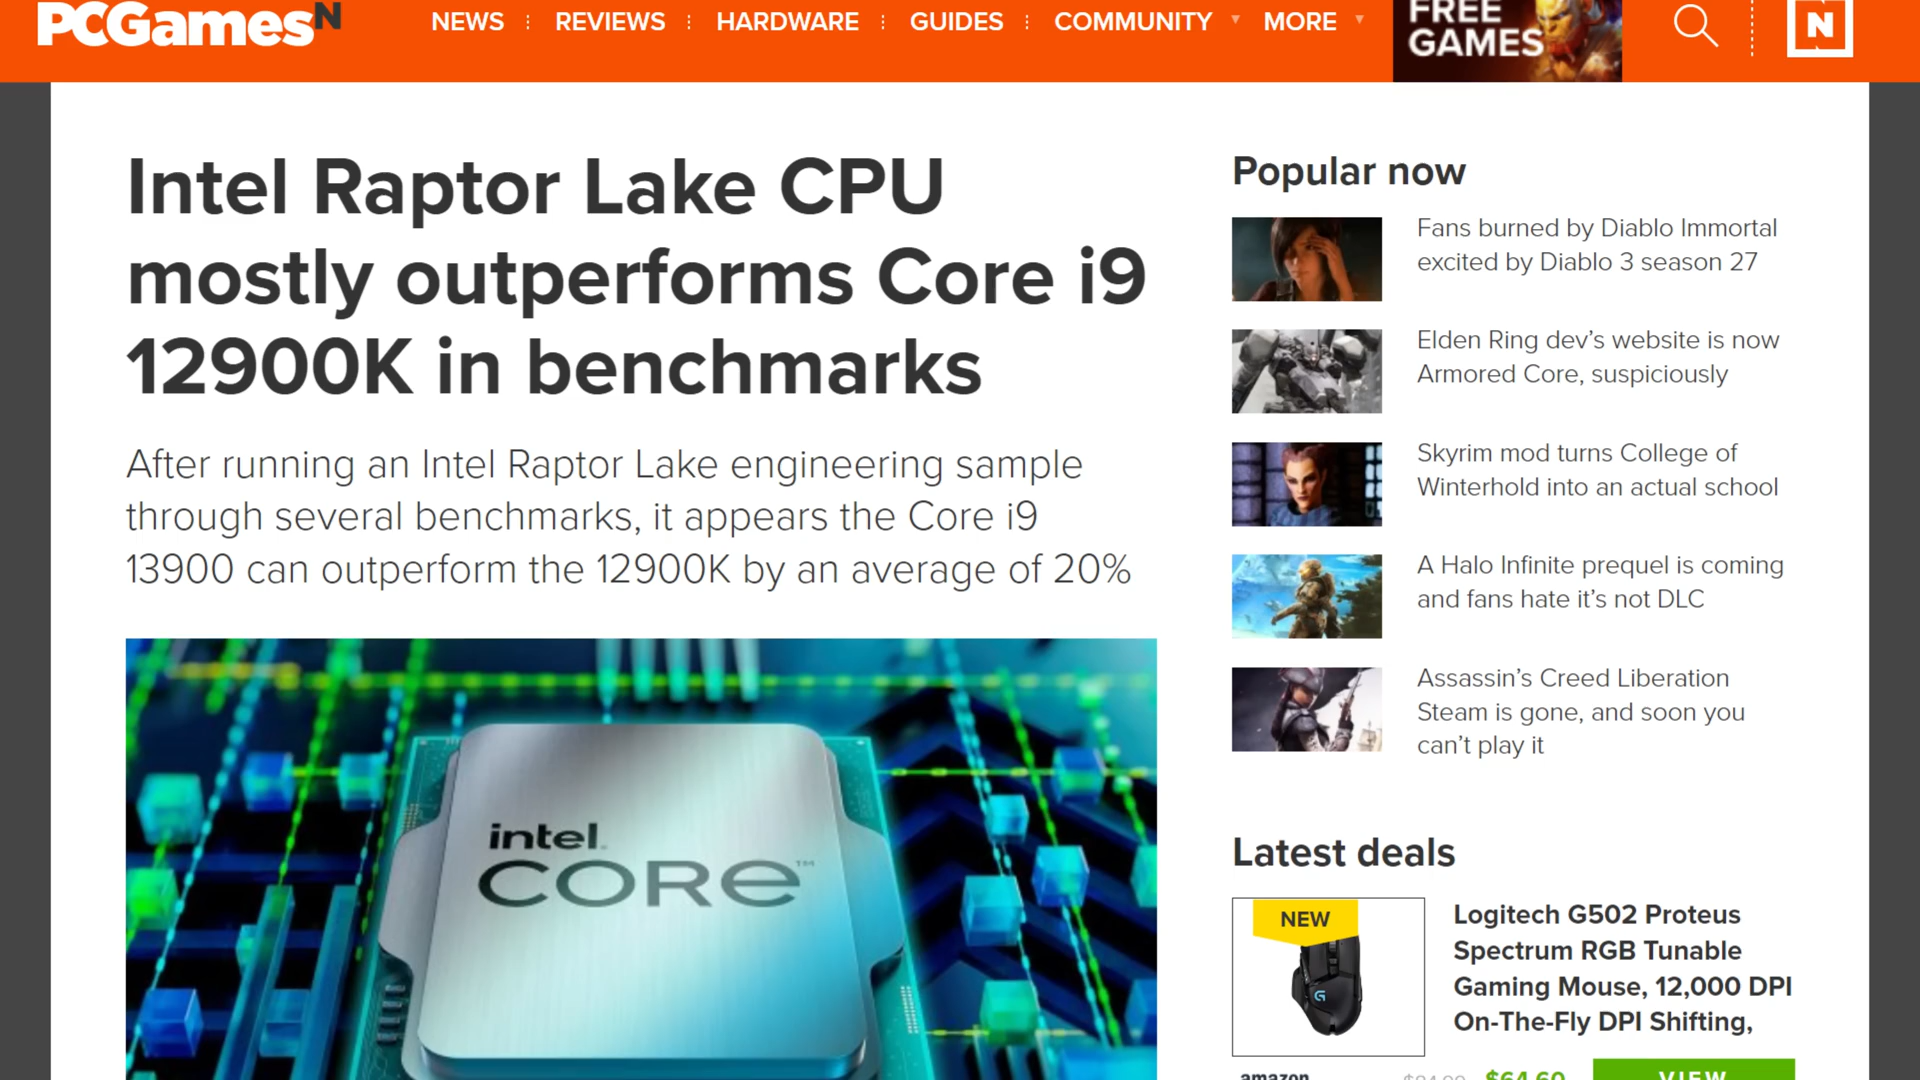 PCGamesN
NEWS
REVIEWS
HARDWARE
GUIDES
COMMUNITY
MORE
FREE
GAMES
N
Intel Raptor Lake CPU
mostly outperforms Core i9
12900K in benchmarks
After running an Intel Raptor Lake engineering sample
through several benchmarks, it appears the Core i9
13900 can outperform the 12900K by an average of 20%
intel.
CORE™
Popular now
Fans burned by Diablo Immortal
excited by Diablo 3 season 27
Elden Ring dev’s website is now
Armored Core, suspiciously
Skyrim mod turns College of
Winterhold into an actual school
A Halo Infinite prequel is coming
and fans hate it’s not DLC
Assassin’s Creed Liberation
Steam is gone, and soon you
can’t play it
Latest deals
NEW
G
Logitech G502 Proteus
Spectrum RGB Tunable
Gaming Mouse, 12,000 DPI
On-The-Fly DPI Shifting,
amazon
$64.60
VIEW